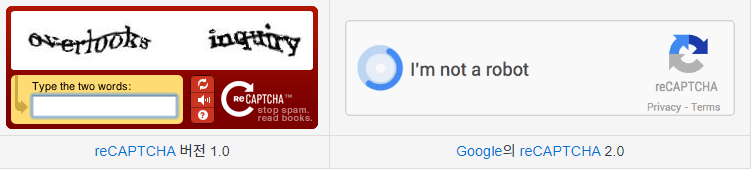 overlooks inquiry
Type the two words:
reCAPTCHA™
stop spam.
read books.
I'm not a robot
reCAPTCHA
Privacy - Terms
reCAPTCHA 버전 1.0
Google의 reCAPTCHA 2.0